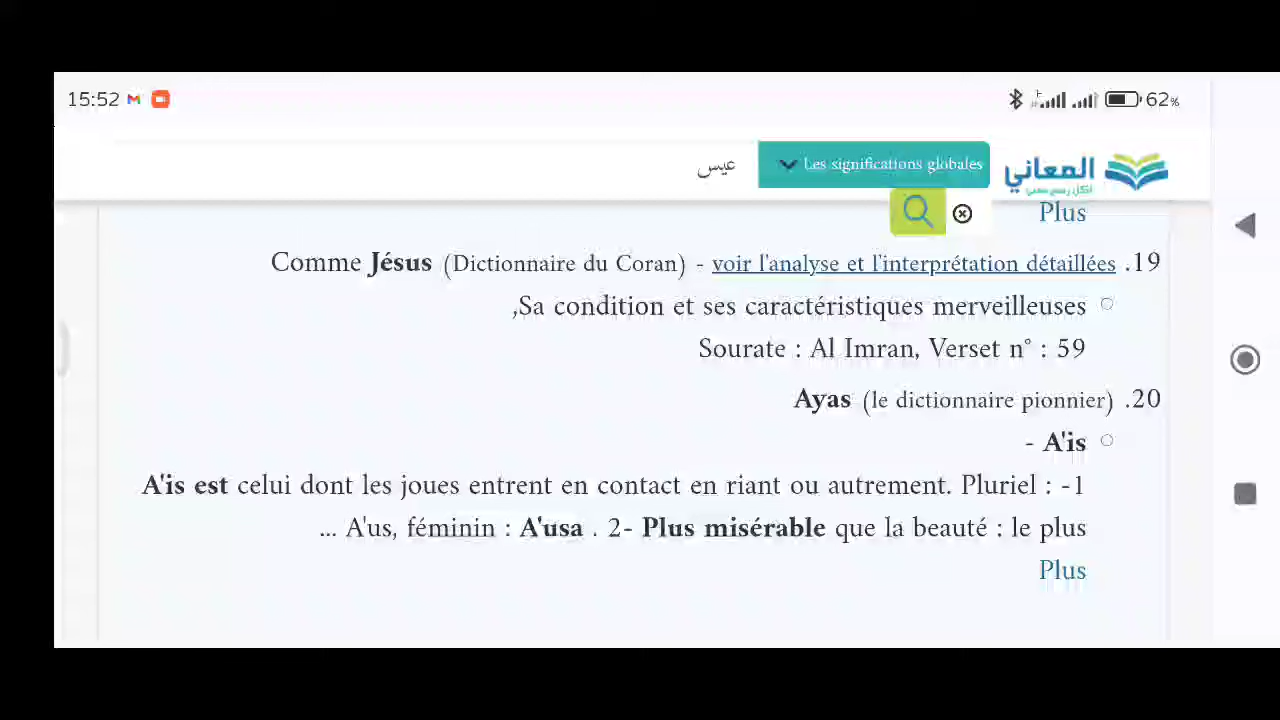 15:52
62%
عيس
Les significations globales
المعاني
لكل رسم معنى
Plus
19. Comme Jésus (Dictionnaire du Coran) - voir l'analyse et l'interprétation détaillées
Sa condition et ses caractéristiques merveilleuses,
Sourate : Al Imran, Verset n° : 59
20. Ayas (le dictionnaire pionnier)
- A'is
A'is est celui dont les joues entrent en contact en riant ou autrement. Pluriel : -1
... A'us, féminin : A'usa . 2- Plus misérable que la beauté : le plus
Plus